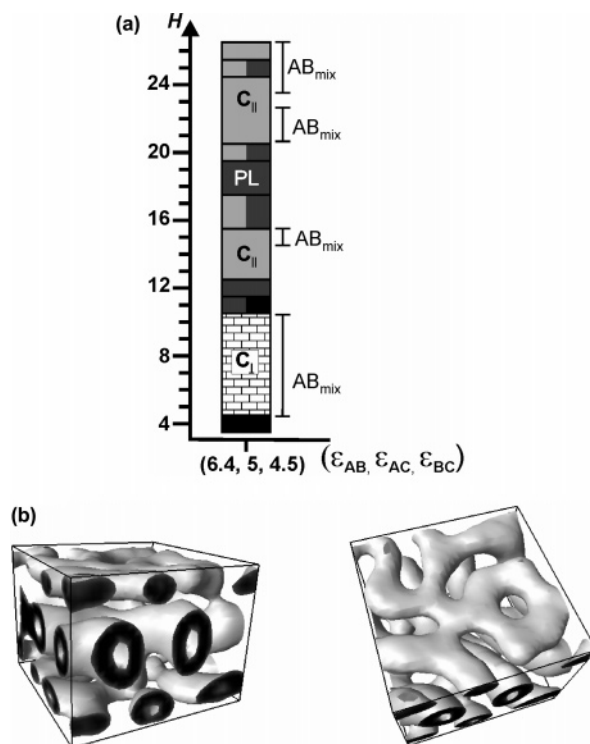 (a) H
24
20
16
12
8
4
AB_mix
C_||
AB_mix
PL
AB_mix
C_||
C_⊥
AB_mix
(6.4, 5, 4.5) (ε_AB, ε_AC, ε_BC)
(b)